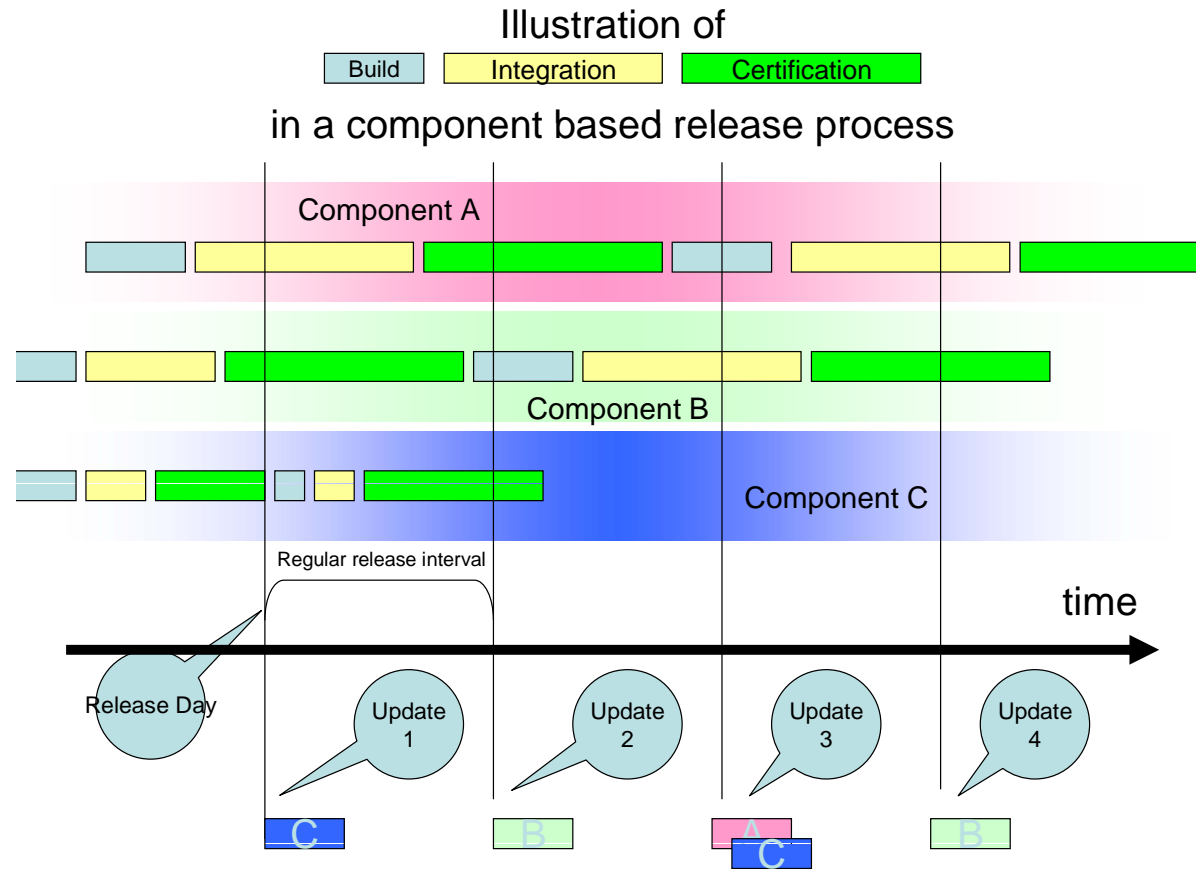 Illustration of
Build
Integration
Certification
in a component based release process
Component A
Component B
Component C
Regular release interval
time
Release Day
Update
1
Update
2
Update
3
Update
4
C
B
A
C
B